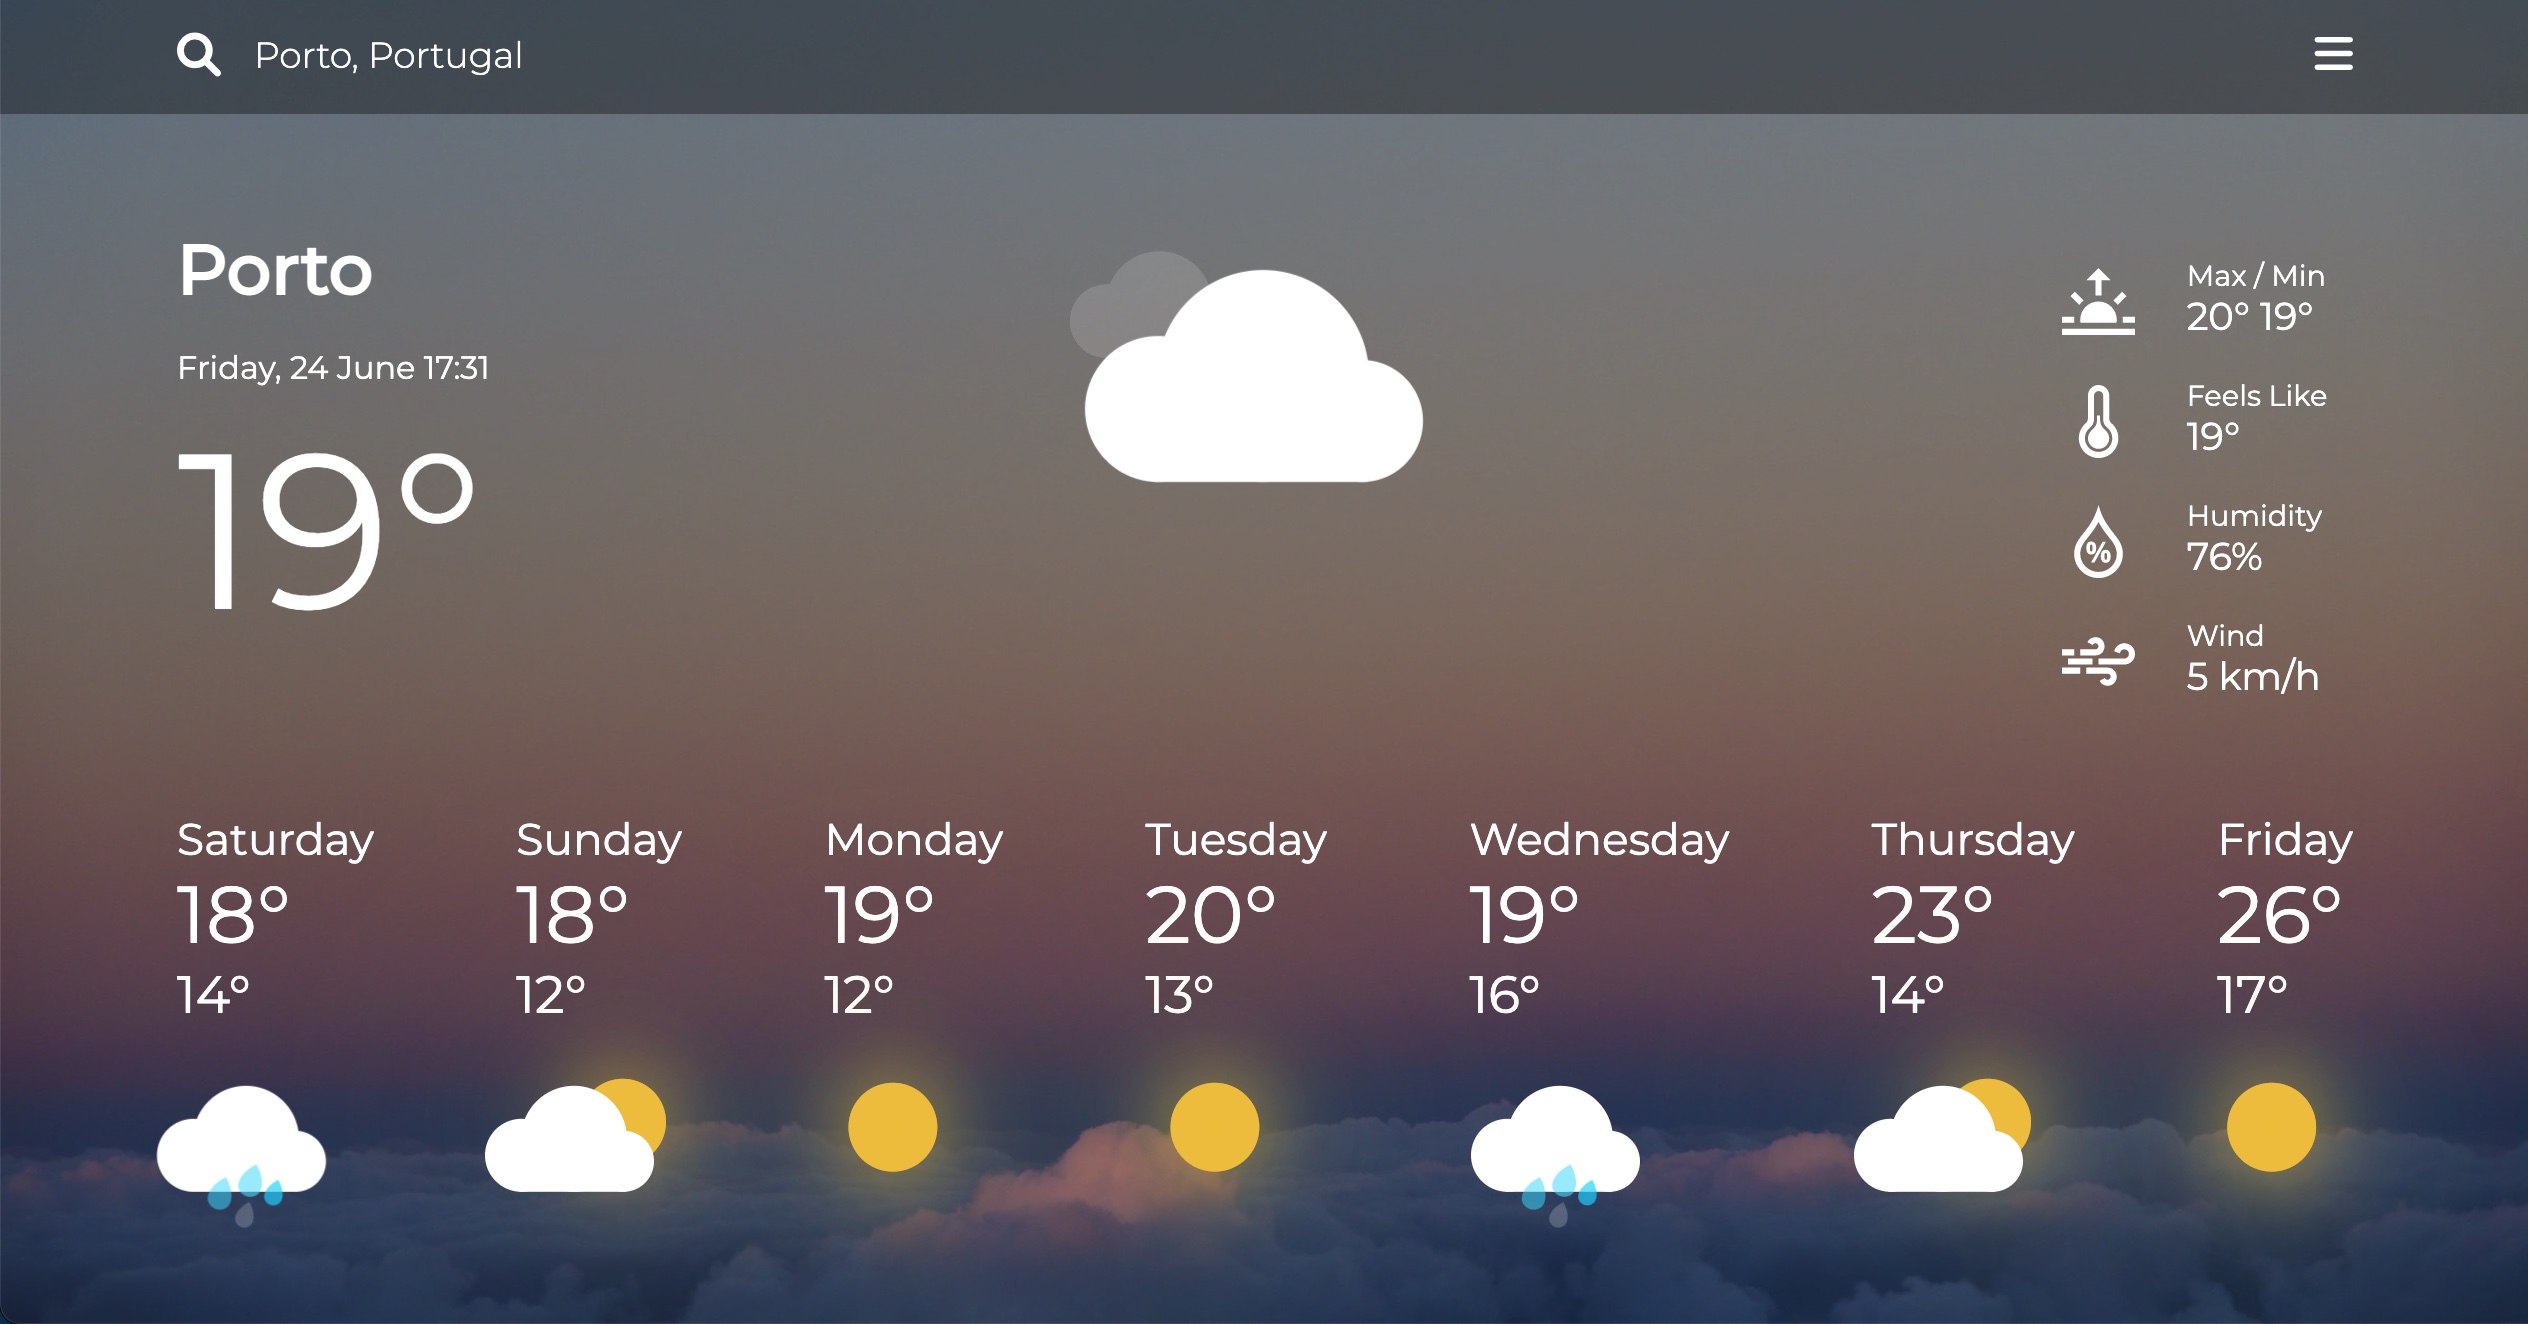 Porto, Portugal
Porto
Friday, 24 June 17:31
19°
Max / Min
20° 19°
Feels Like
19°
%
Humidity
76%
Wind
5 km/h
Saturday
18°
14°
Sunday
18°
12°
Monday
19°
12°
Tuesday
20°
13°
Wednesday
19°
16°
Thursday
23°
14°
Friday
26°
17°